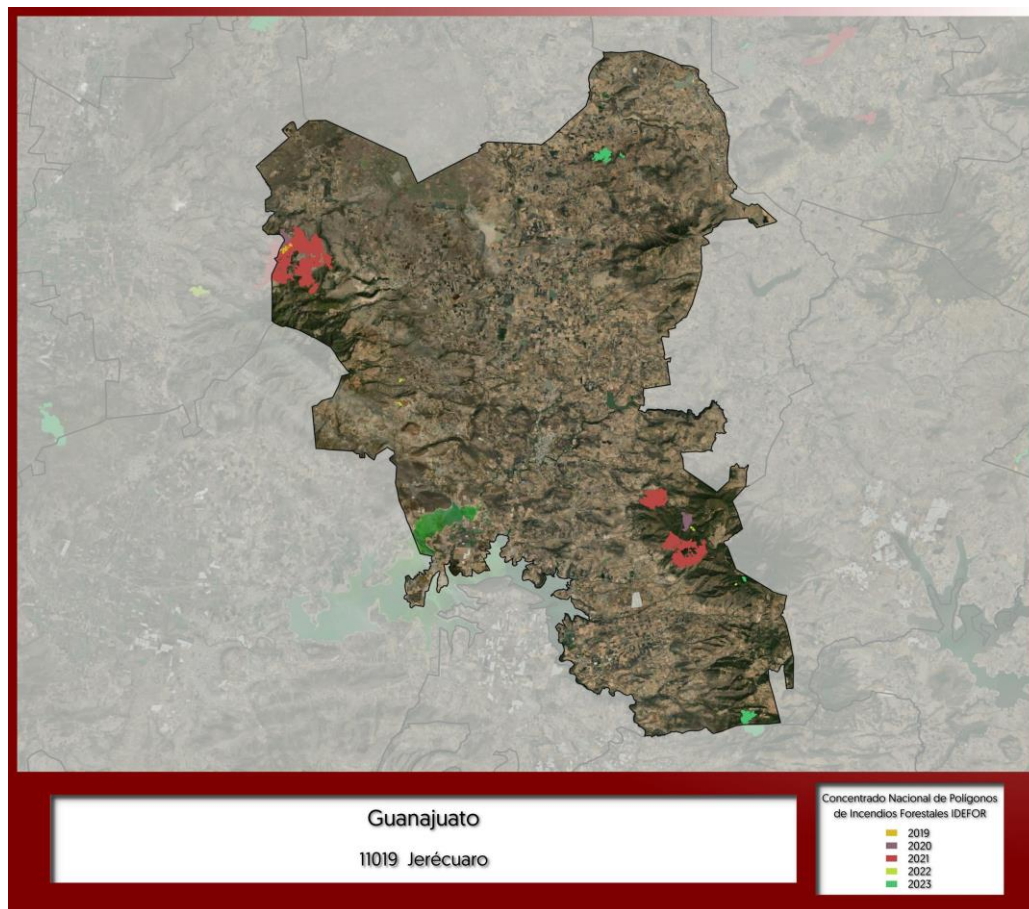 Guanajuato
11019 Jerécuaro
Concentrado Nacional de Polígonos
de Incendios Forestales IDEFOR
2019
2020
2021
2022
2023